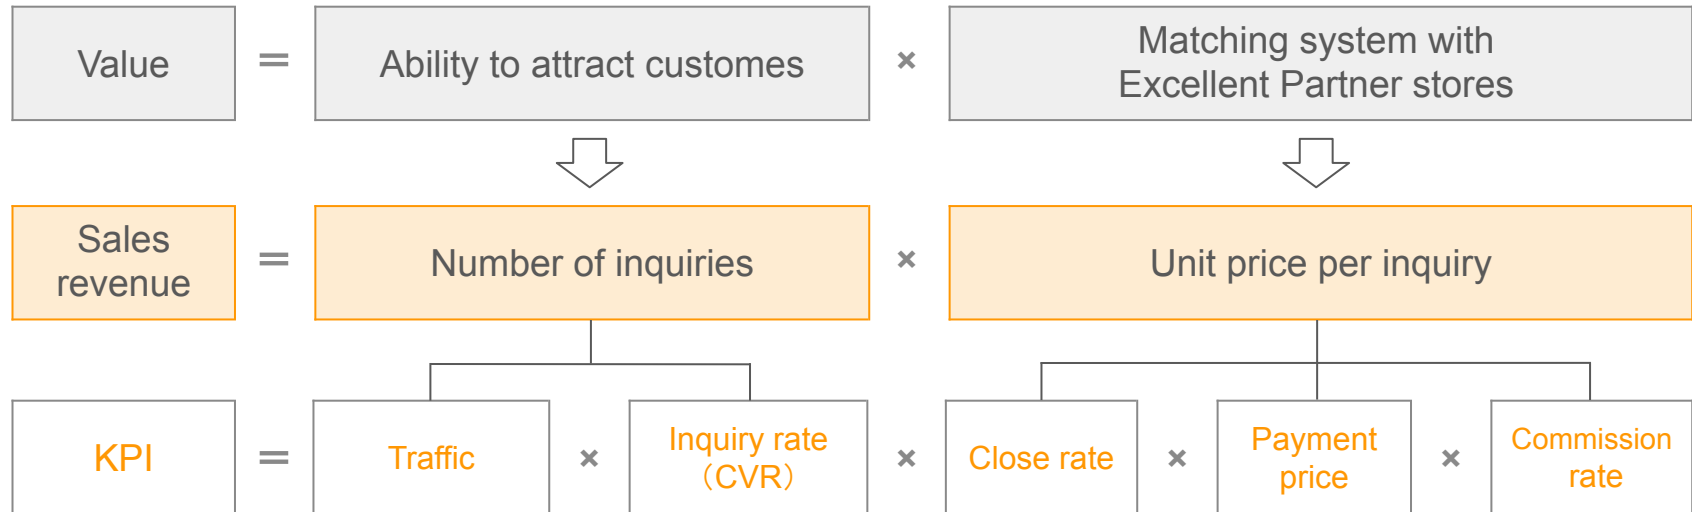 Value = Ability to attract customes × Matching system with
Excellent Partner stores
Sales
revenue = Number of inquiries × Unit price per inquiry
KPI = Traffic × Inquiry rate
（CVR） × Close rate × Payment
price × Commission
rate